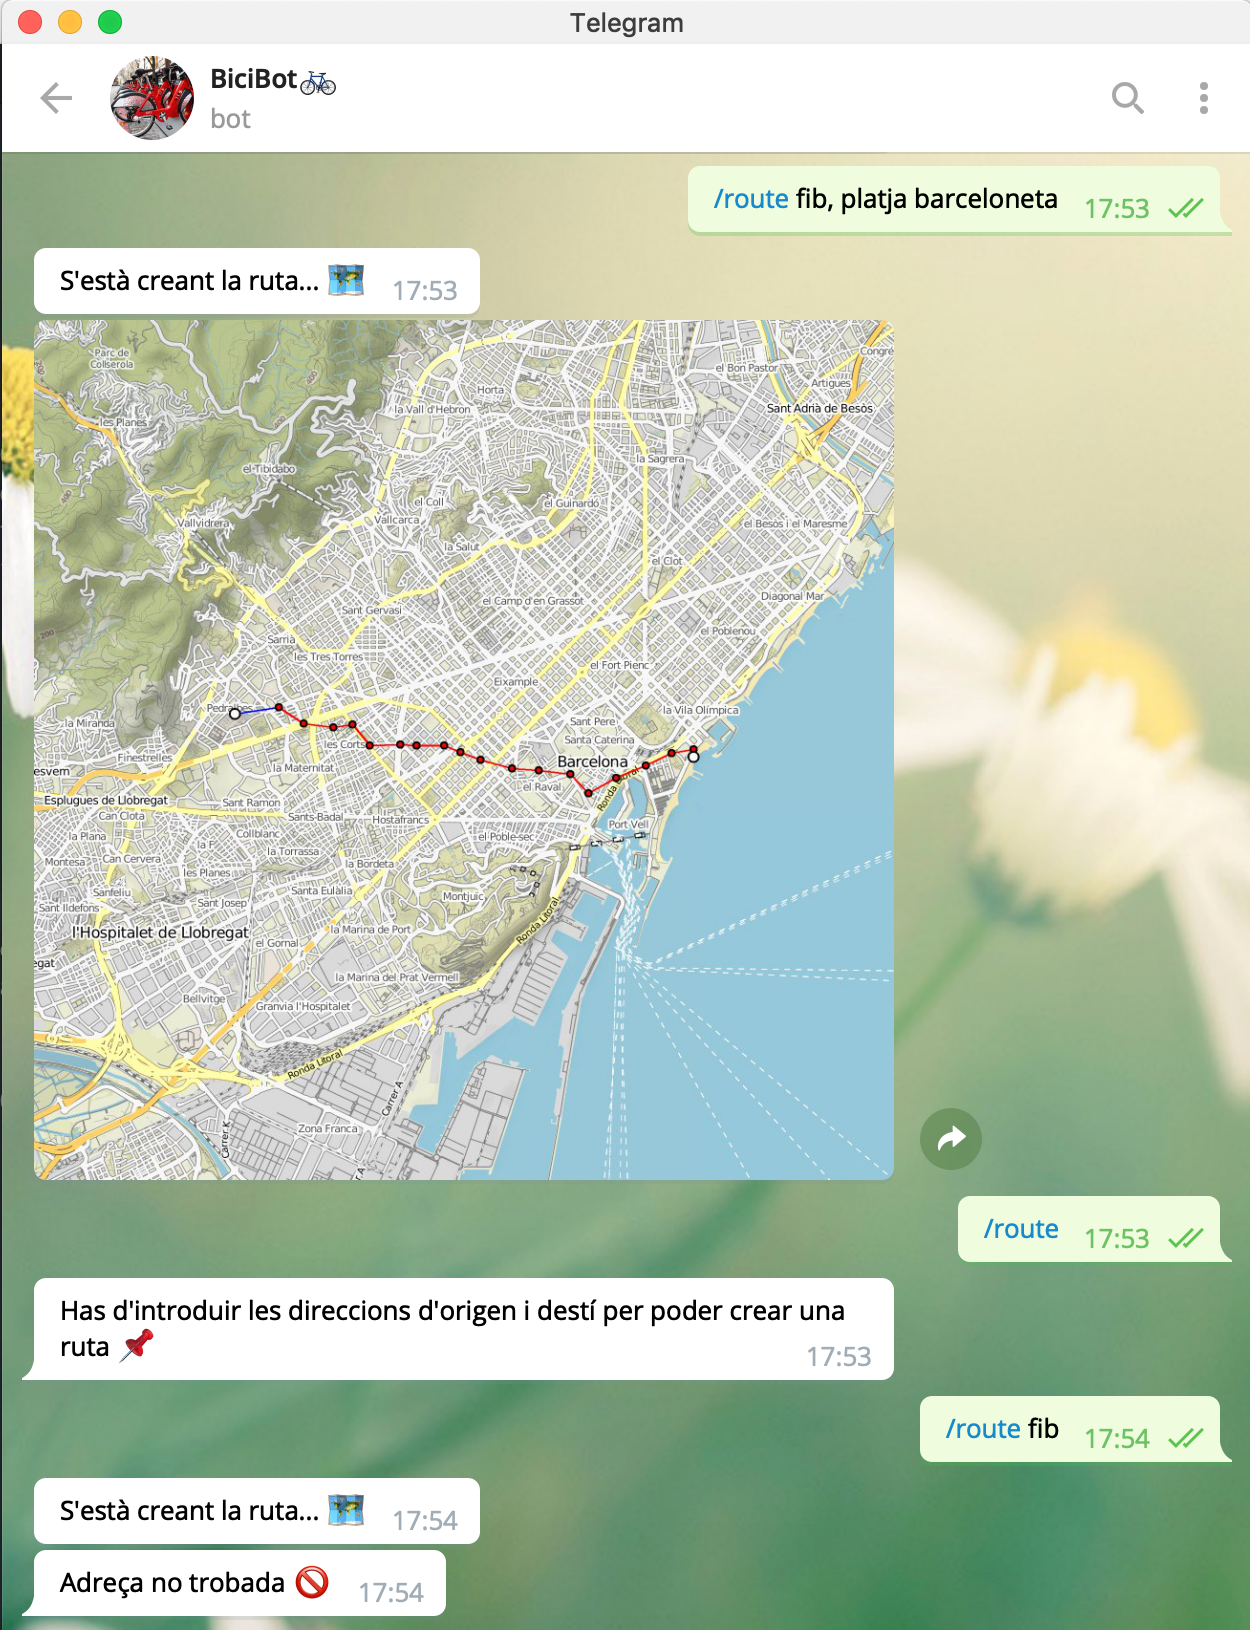 Telegram
BiciBot
bot
/route fib, platja barceloneta 17:53
S'està creant la ruta... 17:53
Parc de
Collserola
les Planes
el Tibidabo
Vallvidrera
Horta
la Vall d'Hebron
el Bon Pastor
Congré
Artigues
Sant Adrià de Besòs
la Sagrera
el Coll
el Guinardó
Vallcarca
el Besòs i el Maresme
la Salut
el Clot
Sant Gervasi
el Camp d'en Grassot
Diagonal Mar
Sarrià
les Tres Torres
el Poblenou
el Fort Pienc
Eixample
Pedralbes
la Miranda
la Vila Olímpica
Sant Pere
Santa Caterina
les Corts
Finestrelles
la Maternitat
Barcelona
esvem
el Raval
Ronda Litoral
Esplugues de Llobregat
Can Clota
Sant Ramon
Sants-Badal
Hostafrancs
Port Vell
la Plana
Collblanc
la F
el Poble-sec
Montesa
Can Cervera
la Torrassa
la Bordeta
les Planes
Sanfeliu
Santa Eulàlia
Montjuic
Sant Ildefons
Sant Josep
la Marina de Port
l'Hospitalet de Llobregat
el Gornal
Ronda Litoral
egat
la Marina del Prat Vermell
Bellvitge
Granvia l'Hospitalet
Ronda Litoral
Carrer A
Zona Franca
Carrer K
r A
200
/route 17:53
Has d'introduir les direccions d'origen i destí per poder crear una
ruta 17:53
/route fib 17:54
S'està creant la ruta... 17:54
Adreça no trobada 17:54